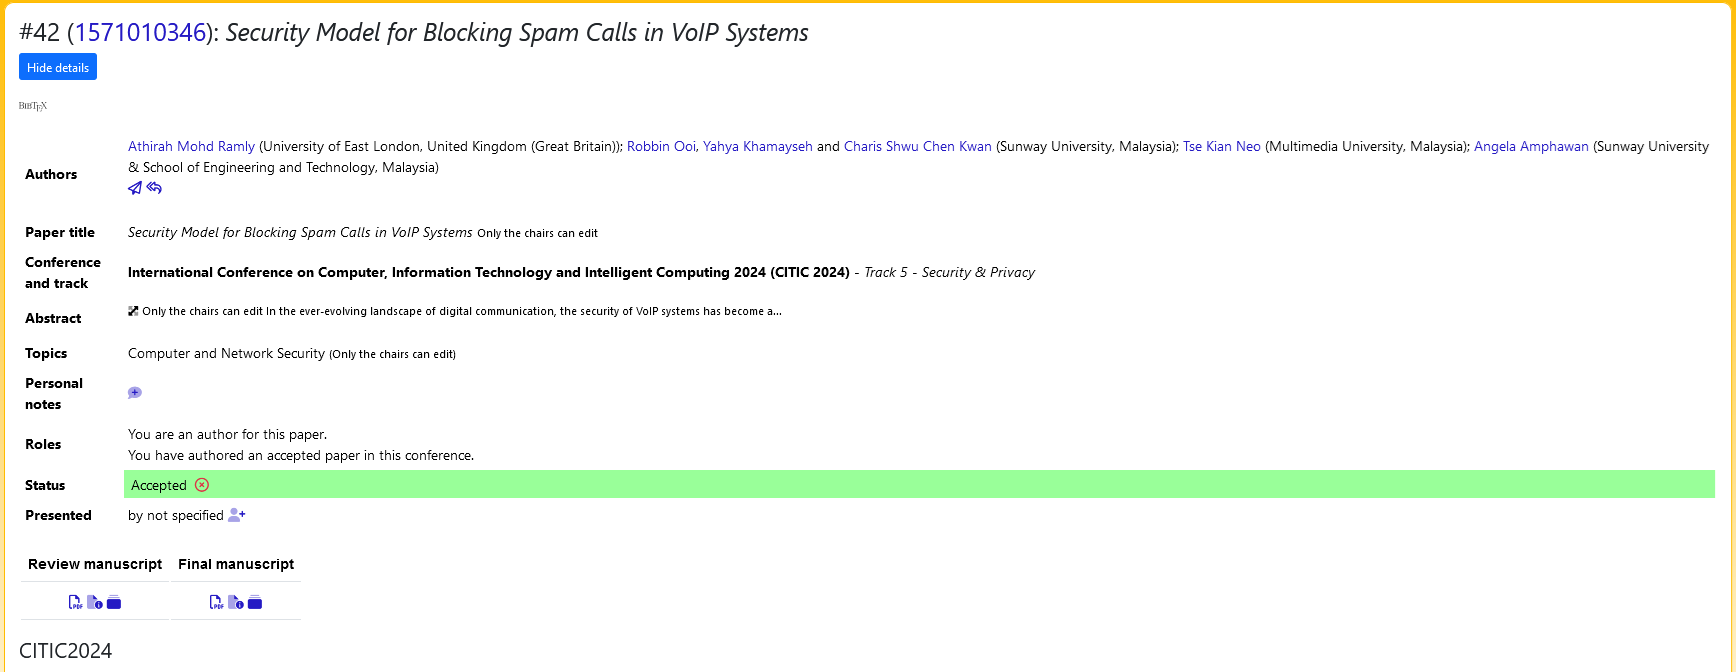 #42 (1571010346): Security Model for Blocking Spam Calls in VoIP Systems
Hide details
BIBTEX
Authors
Athirah Mohd Ramly (University of East London, United Kingdom (Great Britain)); Robbin Ooi, Yahya Khamayseh and Charis Shwu Chen Kwan (Sunway University, Malaysia); Tse Kian Neo (Multimedia University, Malaysia); Angela Amphawan (Sunway University
& School of Engineering and Technology, Malaysia)
Paper title
Security Model for Blocking Spam Calls in VoIP Systems Only the chairs can edit
Conference
and track
International Conference on Computer, Information Technology and Intelligent Computing 2024 (CITIC 2024) - Track 5 - Security & Privacy
Abstract
Only the chairs can edit In the ever-evolving landscape of digital communication, the security of VoIP systems has become a...
Topics
Computer and Network Security (Only the chairs can edit)
Personal
notes
Roles
You are an author for this paper.
You have authored an accepted paper in this conference.
Status
Accepted
Presented
by not specified
Review manuscript Final manuscript
PDF PDF
CITIC2024